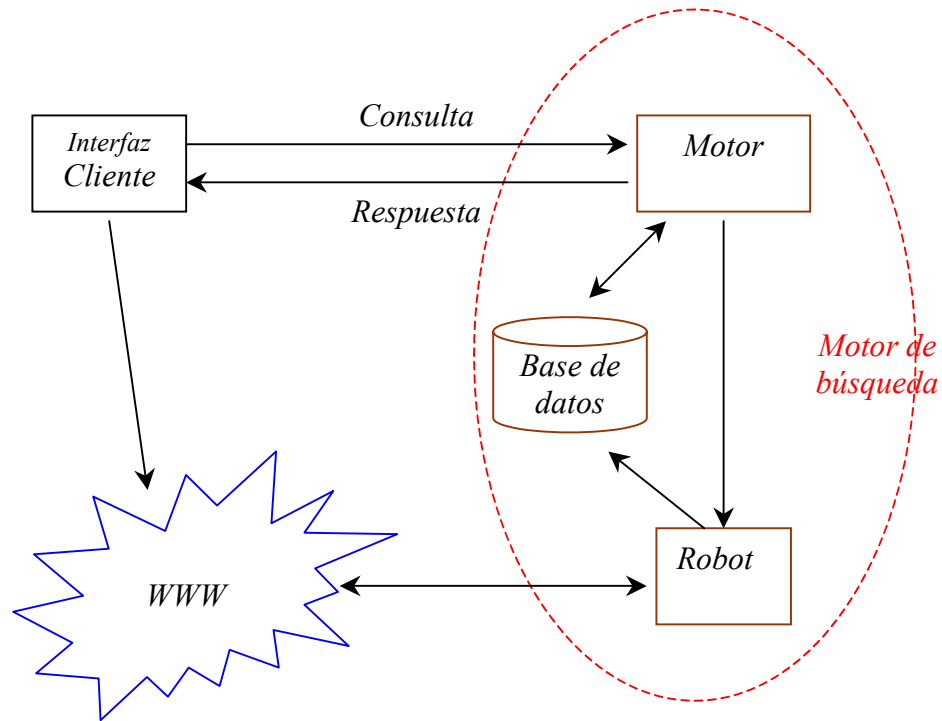 Consulta
Interfaz
Cliente
Motor
Respuesta
Motor de
búsqueda
Base de
datos
Robot
WWW